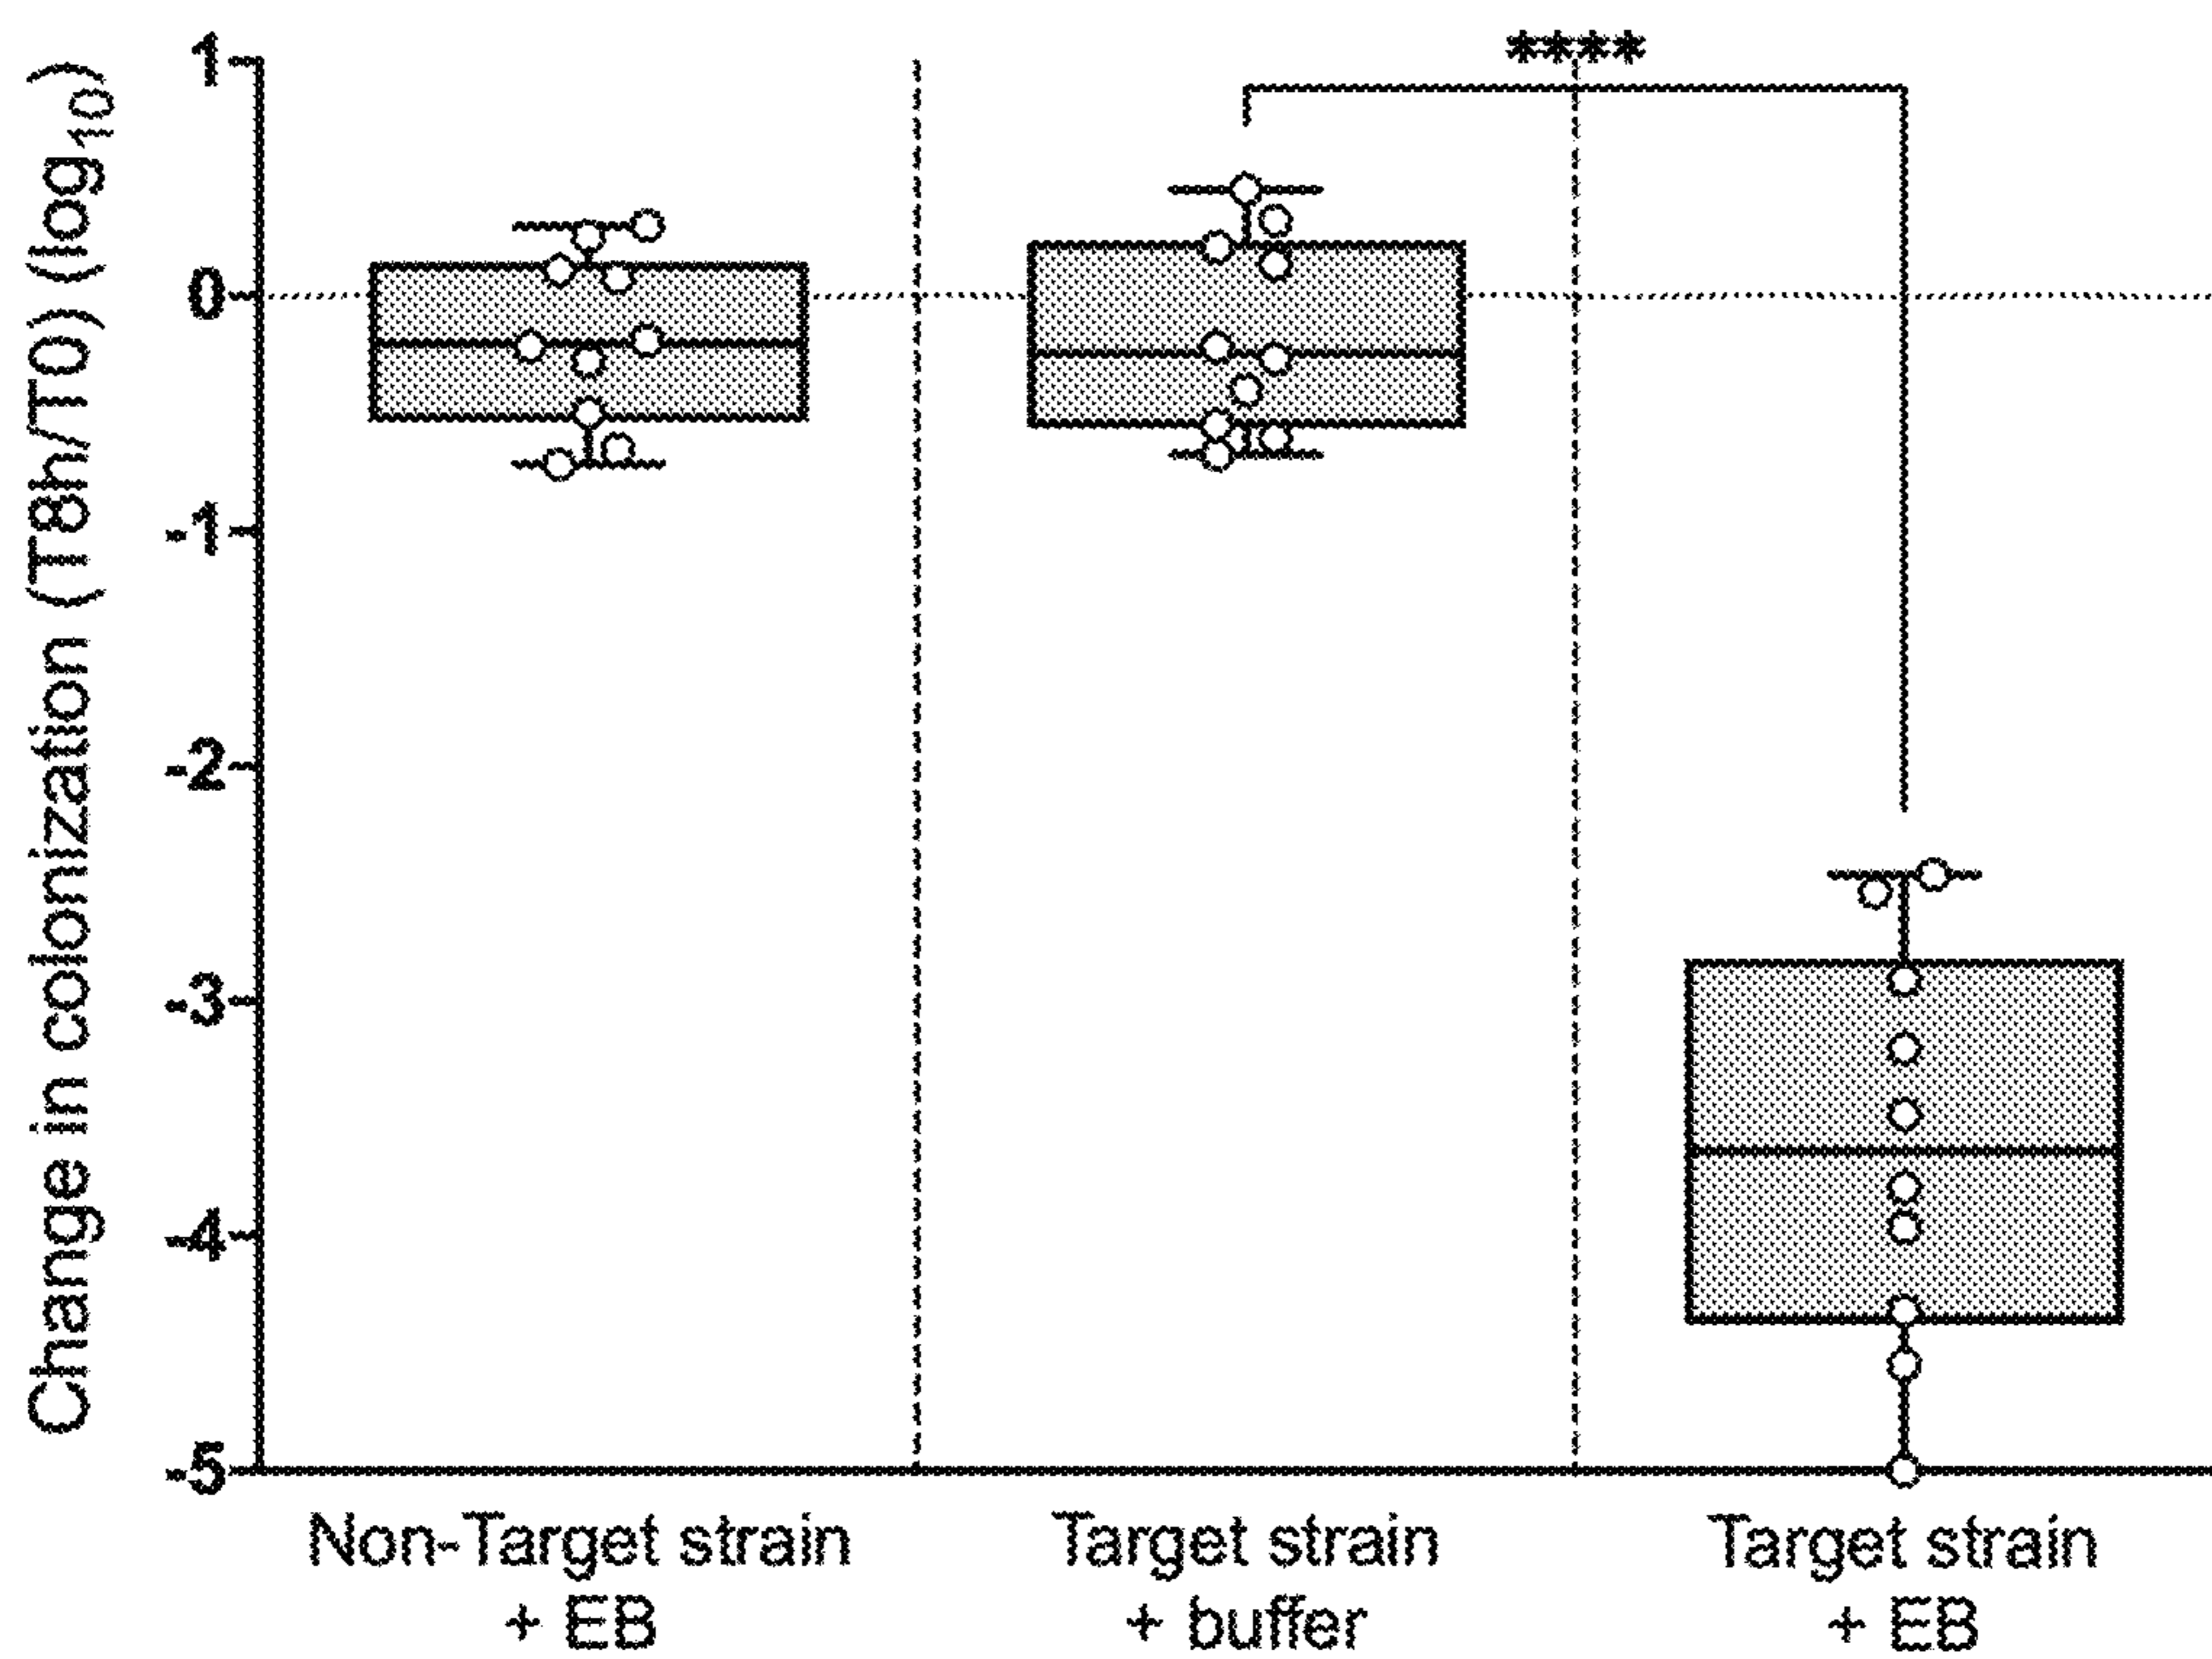 Change in colonization (T8h/T0) (log10)
1
0
-1
-2
-3
-4
-5
****
Non-Target strain
+ EB
Target strain
+ buffer
Target strain
+ EB